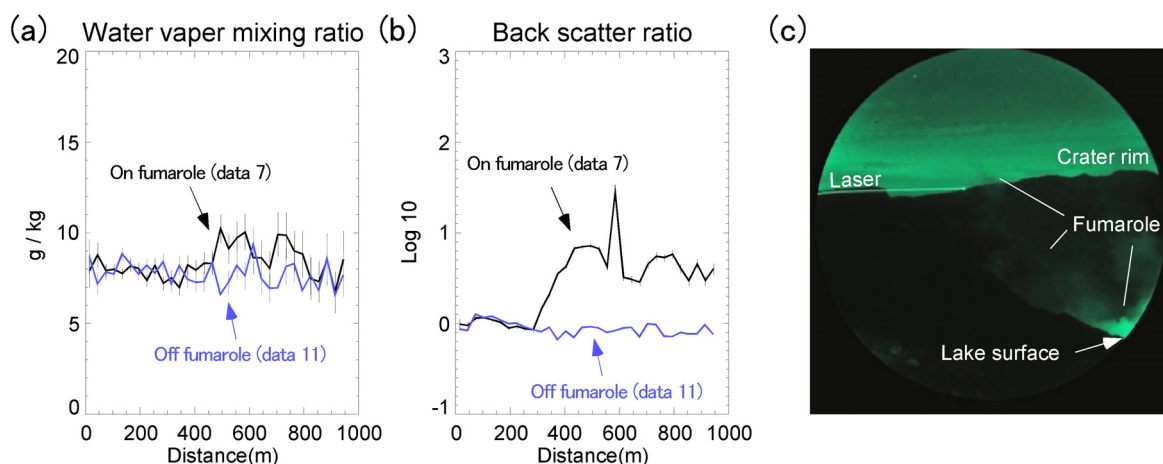 (a)
Water vaper mixing ratio
20
15
10
5
0
g / kg
On fumarole (data 7)
Off fumarole (data 11)
0 200 400 600 800 1000
Distance(m)
(b)
Back scatter ratio
3
2
1
0
-1
Log 10
On fumarole (data 7)
Off fumarole (data 11)
0 200 400 600 800 1000
Distance(m)
(c)
Crater rim
Laser
Fumarole
Lake surface